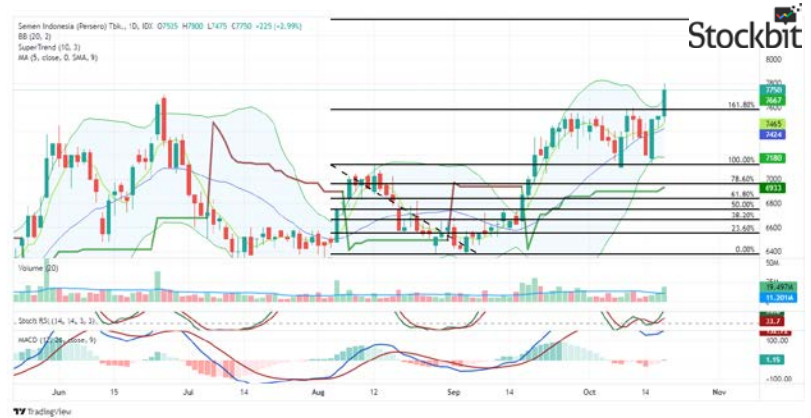 Stockbit
Semen Indonesia (Persero) Tbk., 1D, IDX O7525 H7800 L7475 C7750 +225 (+2.99%)
BB (20, 2)
SuperTrend (10, 3)
MA (5, close, 0, SMA, 9)
8000
7800
7750
7667
161.80%
7465
7424
7180
100.00%
7000
78.60%
6933
61.80%
6800
50.00%
38.20%
6600
23.60%
6400
0.00%
Volume (20)
50M
19.497M
11.201M
Stoch RSI (14, 14, 3, 3)
33.7
MACD (12, 26, close, 9)
100.00
1.15
-100.00
Jun 15 Jul 14 Aug 12 Sep 14 Oct 14 Nov
TradingView